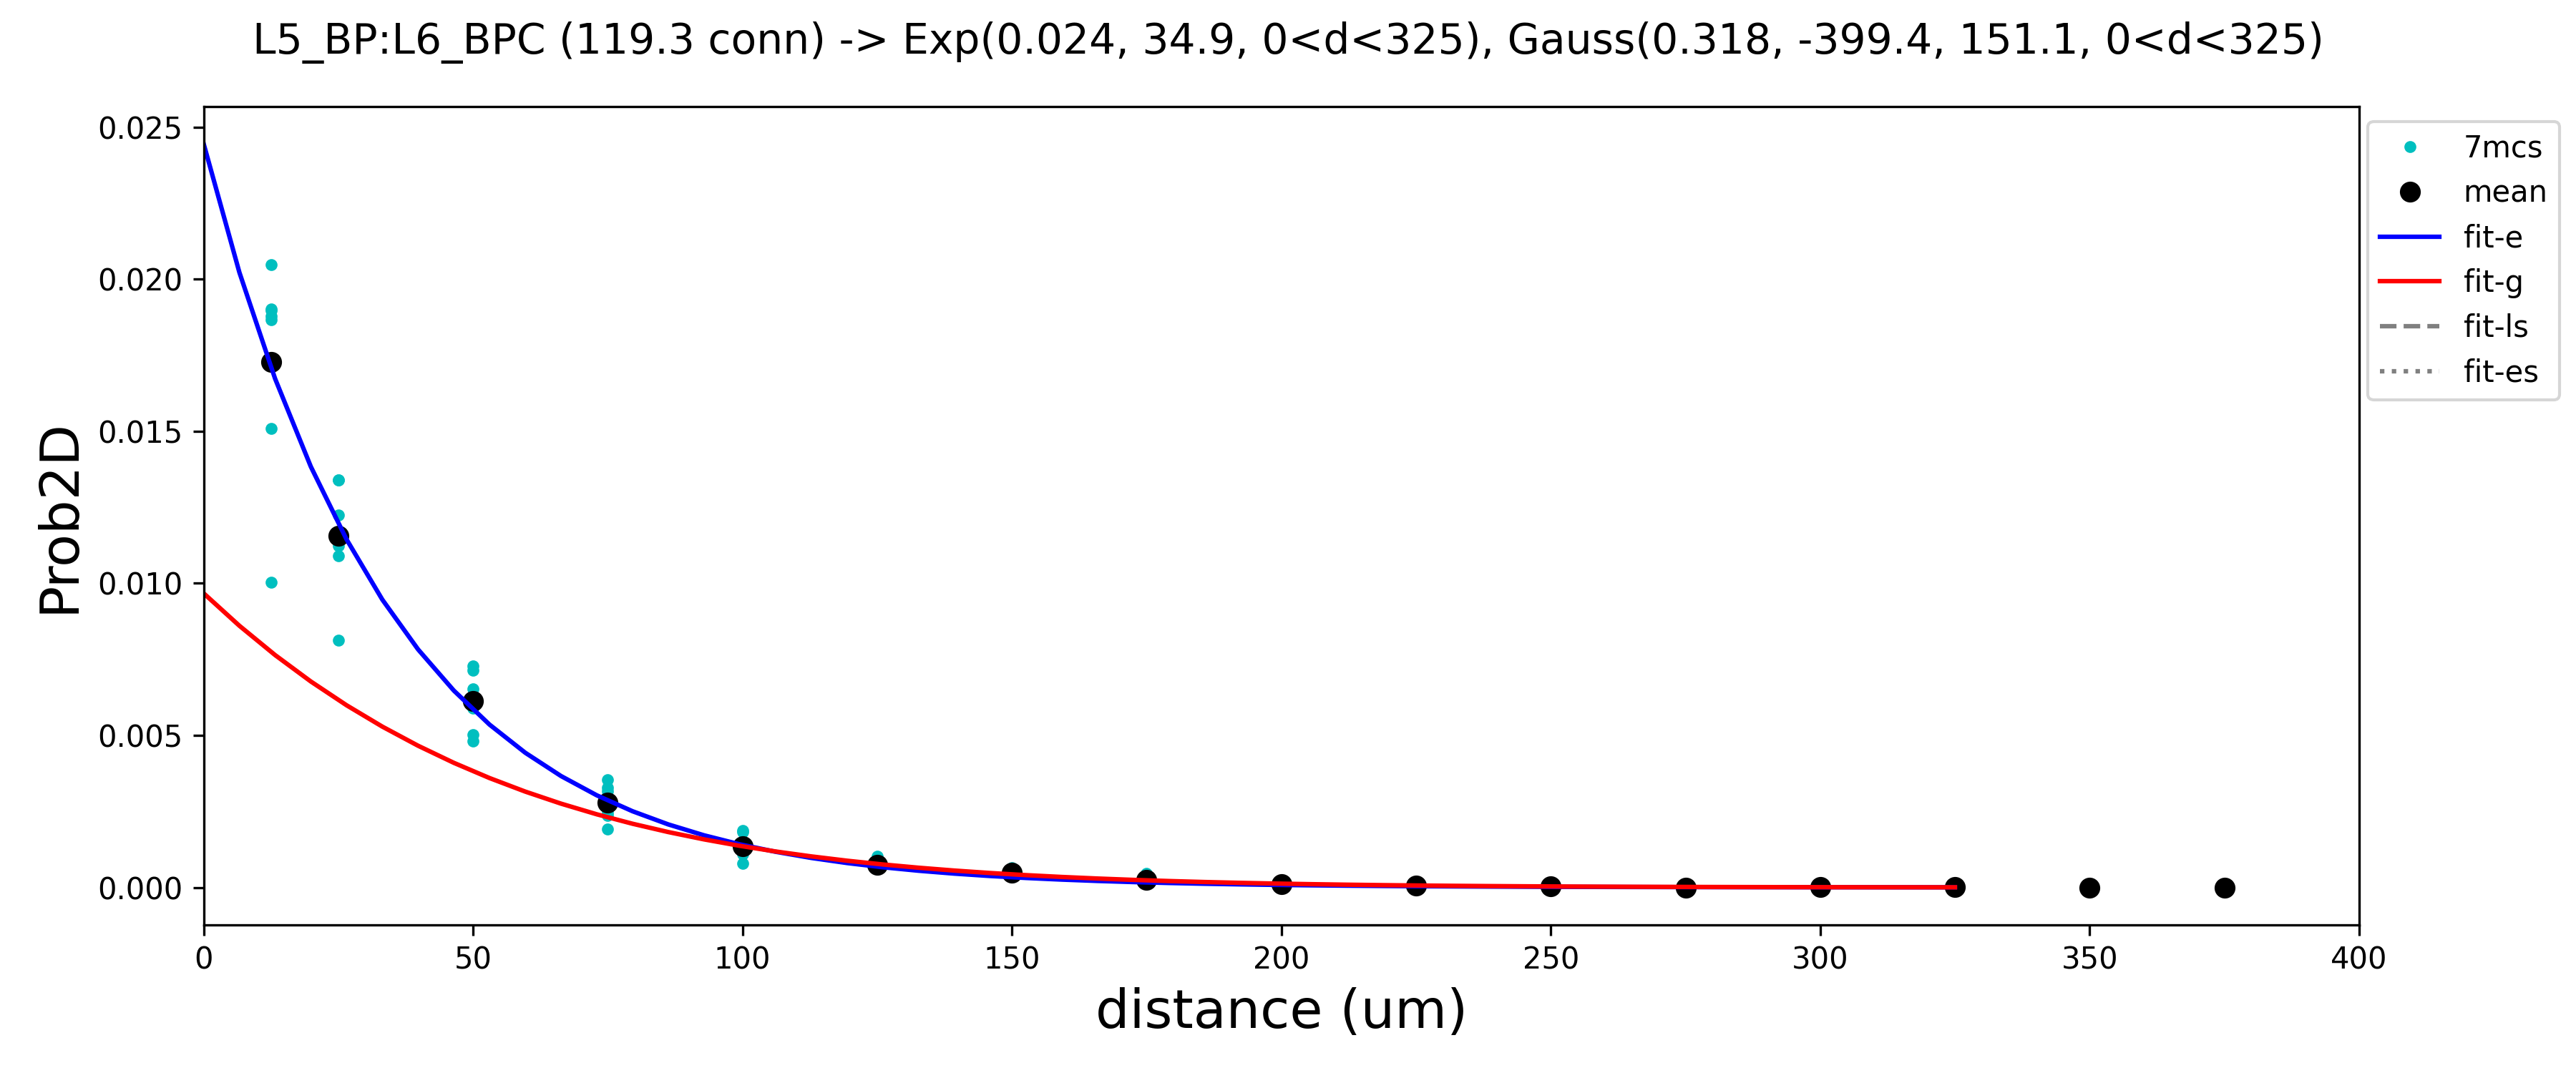 L5_BP:L6_BPC (119.3 conn) -> Exp(0.024, 34.9, 0<d<325), Gauss(0.318, -399.4, 151.1, 0<d<325)
Prob2D
0.025
0.020
0.015
0.010
0.005
0.000
0 50 100 150 200 250 300 350 400
distance (um)
7mcs
mean
fit-e
fit-g
fit-ls
fit-es